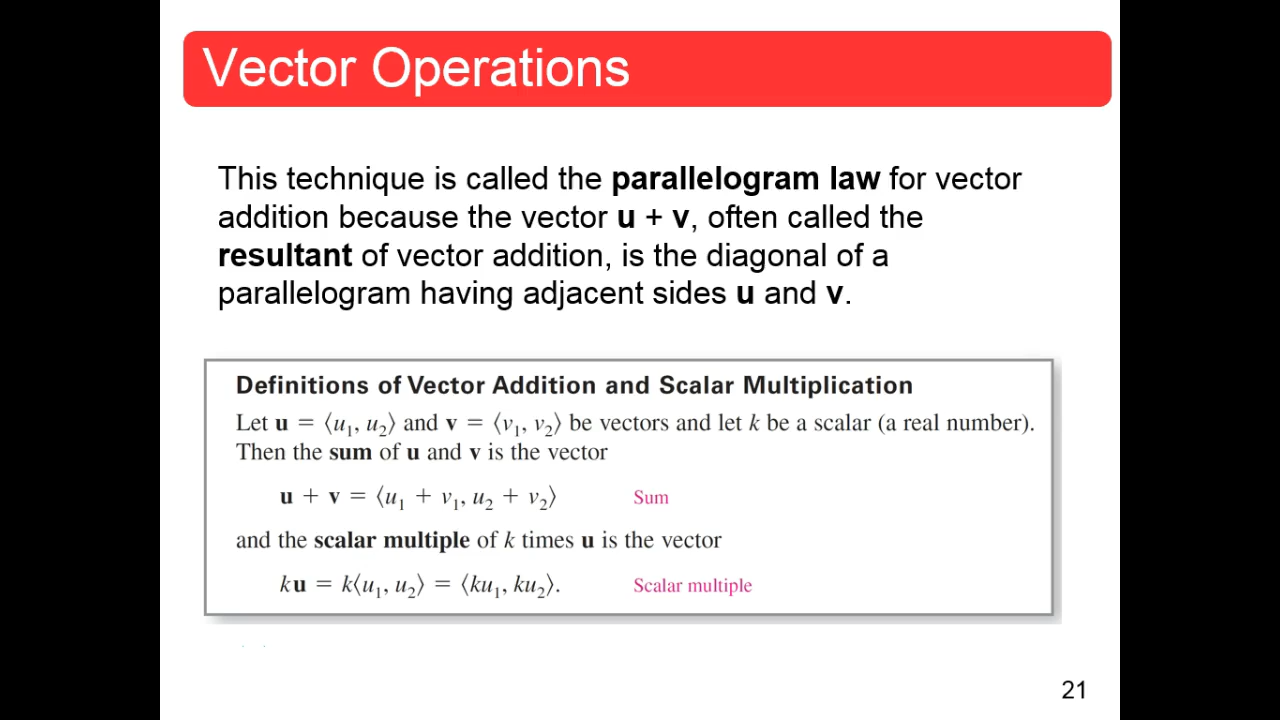 Vector Operations
This technique is called the parallelogram law for vector
addition because the vector u + v, often called the
resultant of vector addition, is the diagonal of a
parallelogram having adjacent sides u and v.
Definitions of Vector Addition and Scalar Multiplication
Let u = ⟨u₁, u₂⟩ and v = ⟨v₁, v₂⟩ be vectors and let k be a scalar (a real number).
Then the sum of u and v is the vector
u + v = ⟨u₁ + v₁, u₂ + v₂⟩ Sum
and the scalar multiple of k times u is the vector
ku = k⟨u₁, u₂⟩ = ⟨ku₁, ku₂⟩. Scalar multiple
21